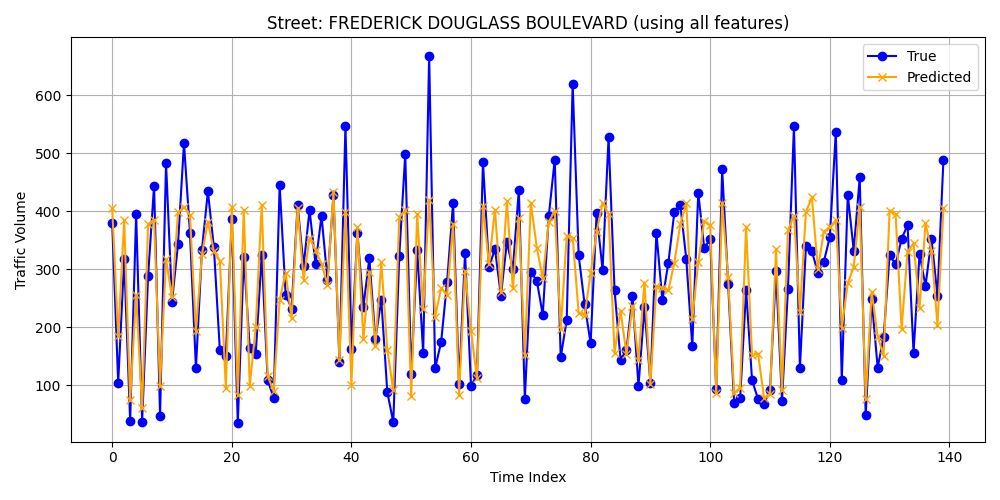 Street: FREDERICK DOUGLASS BOULEVARD (using all features)
True
Predicted
Traffic Volume
600
500
400
300
200
100
0 20 40 60 80 100 120 140
Time Index